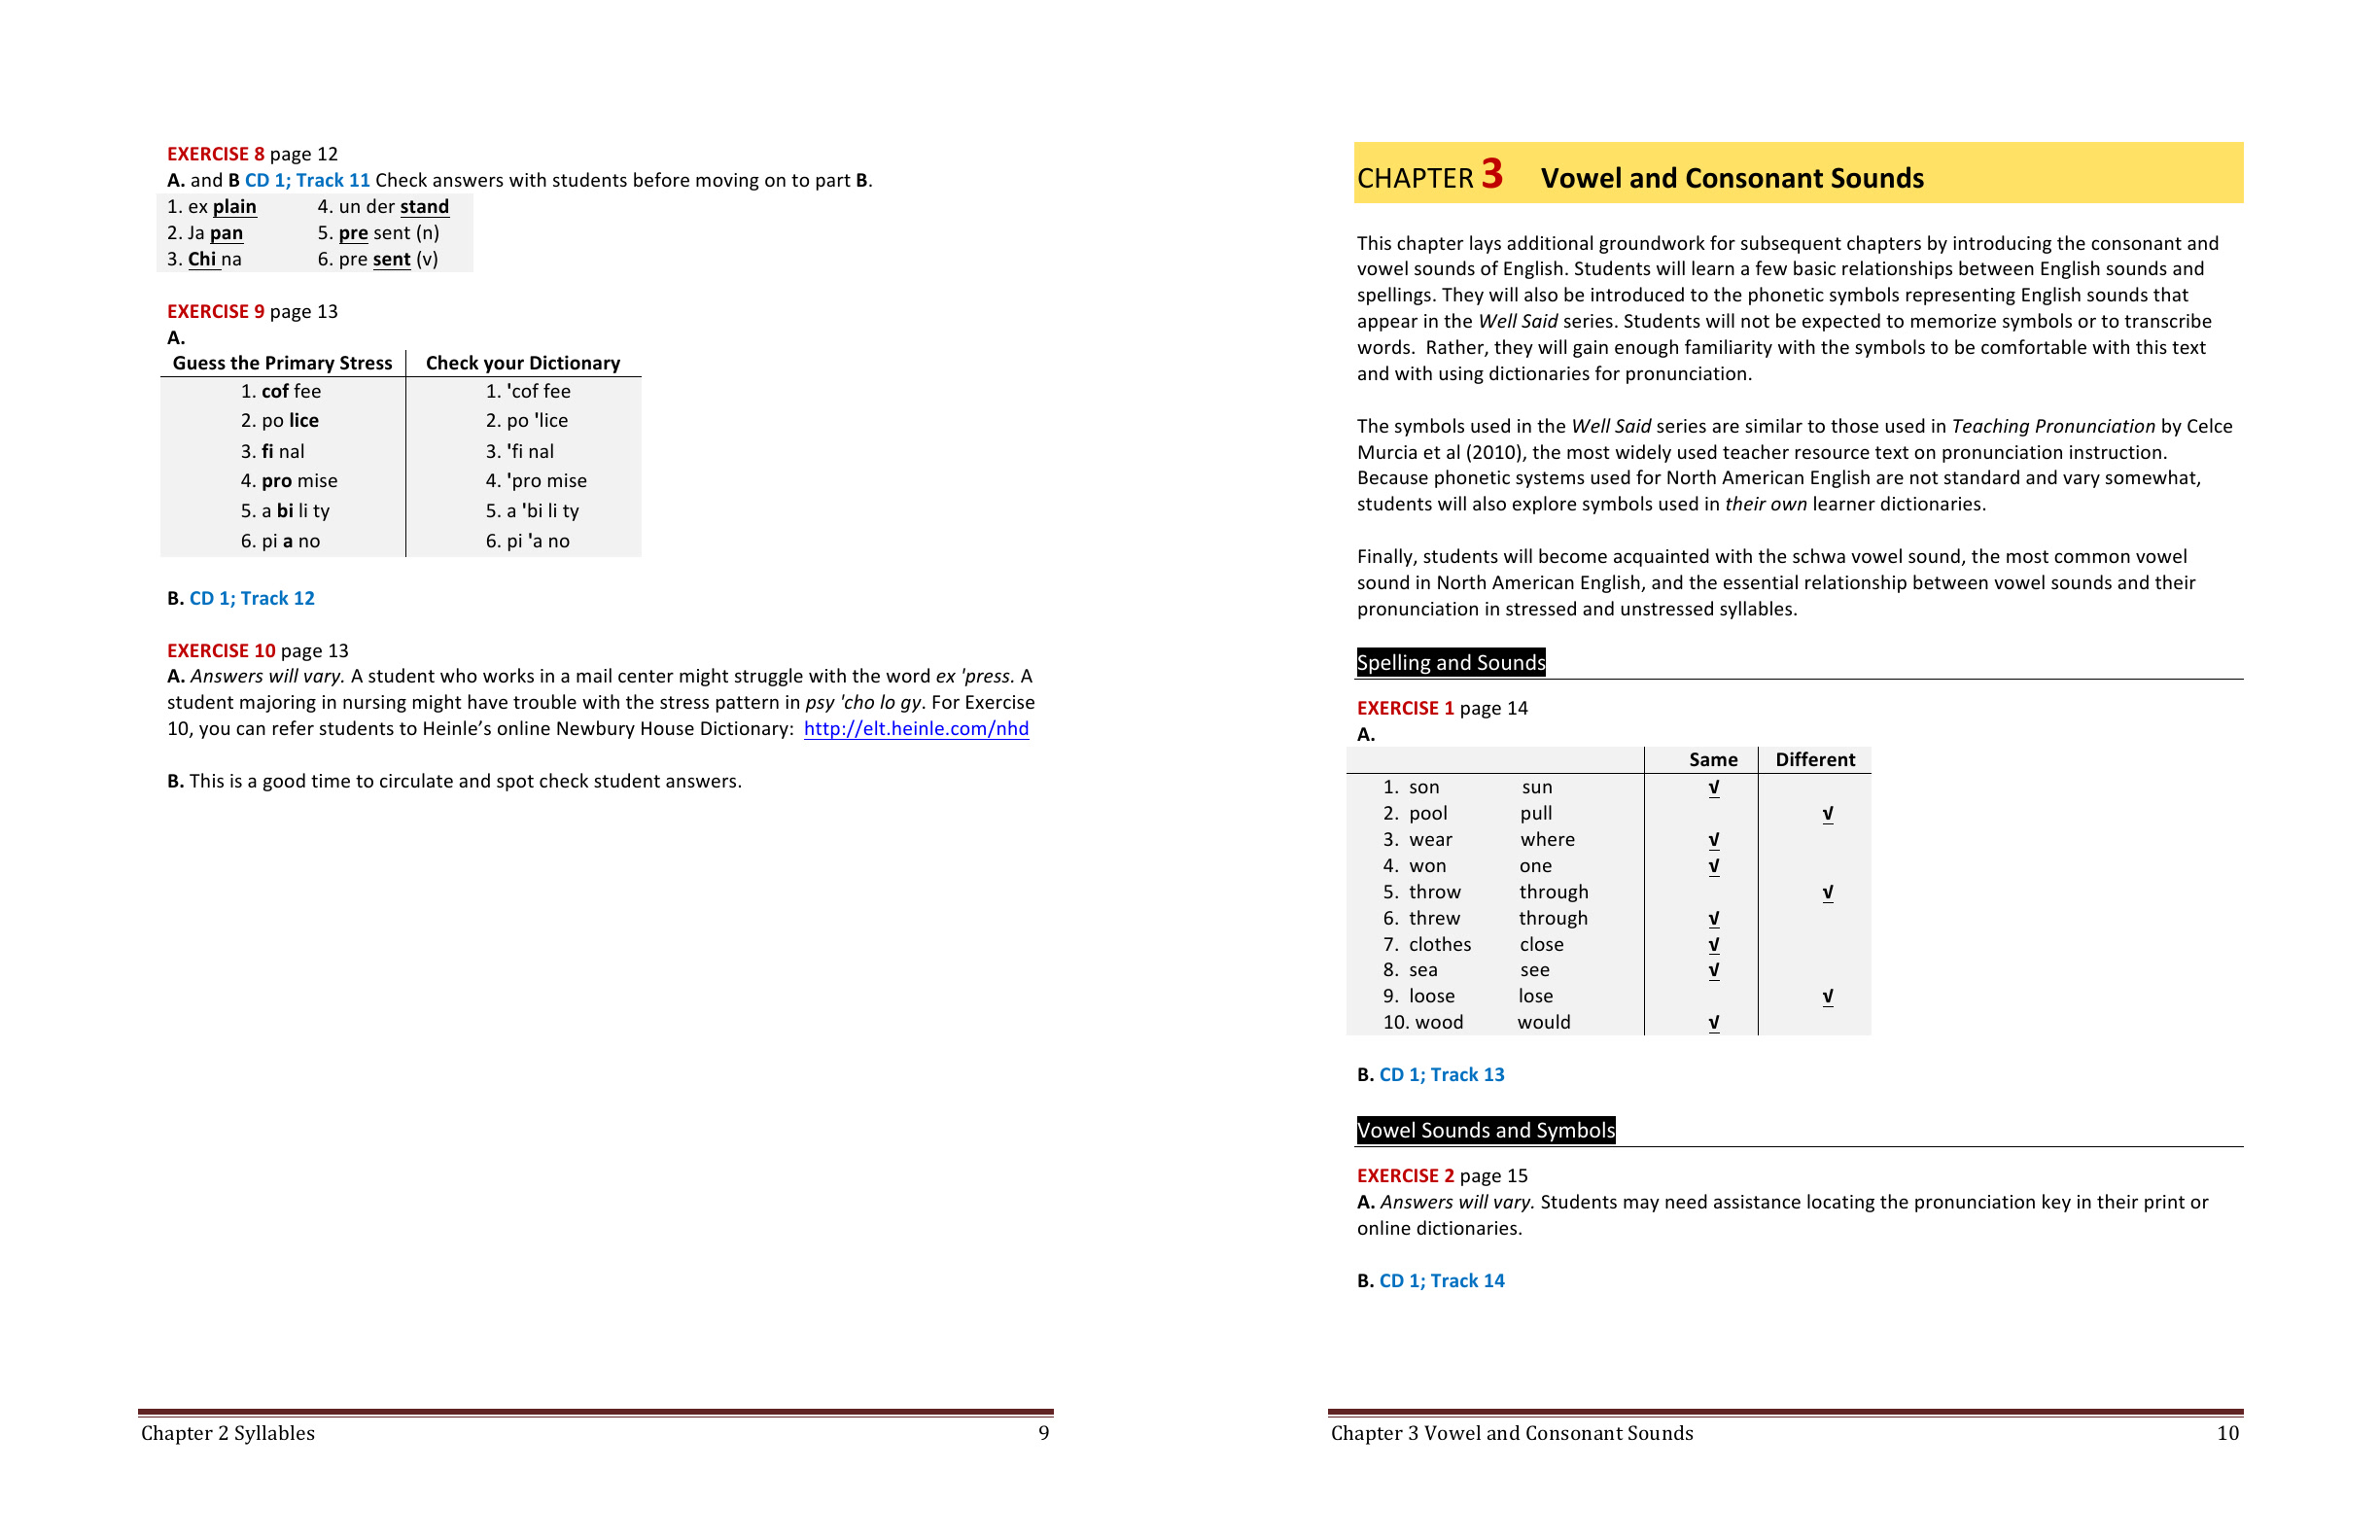 EXERCISE 8 page 12
A. and B CD 1; Track 11 Check answers with students before moving on to part B.
1. ex plain 4. un der stand
2. Ja pan 5. pre sent (n)
3. Chi na 6. pre sent (v)
EXERCISE 9 page 13
A.
Guess the Primary Stress Check your Dictionary
1. cof fee 1. 'cof fee
2. po lice 2. po 'lice
3. fi nal 3. 'fi nal
4. pro mise 4. 'pro mise
5. a bi li ty 5. a 'bi li ty
6. pi a no 6. pi 'a no
B. CD 1; Track 12
EXERCISE 10 page 13
A. Answers will vary. A student who works in a mail center might struggle with the word ex 'press. A
student majoring in nursing might have trouble with the stress pattern in psy 'cho lo gy. For Exercise
10, you can refer students to Heinle’s online Newbury House Dictionary: http://elt.heinle.com/nhd
B. This is a good time to circulate and spot check student answers.
Chapter 2 Syllables 9
CHAPTER 3 Vowel and Consonant Sounds
This chapter lays additional groundwork for subsequent chapters by introducing the consonant and
vowel sounds of English. Students will learn a few basic relationships between English sounds and
spellings. They will also be introduced to the phonetic symbols representing English sounds that
appear in the Well Said series. Students will not be expected to memorize symbols or to transcribe
words. Rather, they will gain enough familiarity with the symbols to be comfortable with this text
and with using dictionaries for pronunciation.
The symbols used in the Well Said series are similar to those used in Teaching Pronunciation by Celce
Murcia et al (2010), the most widely used teacher resource text on pronunciation instruction.
Because phonetic systems used for North American English are not standard and vary somewhat,
students will also explore symbols used in their own learner dictionaries.
Finally, students will become acquainted with the schwa vowel sound, the most common vowel
sound in North American English, and the essential relationship between vowel sounds and their
pronunciation in stressed and unstressed syllables.
Spelling and Sounds
EXERCISE 1 page 14
A.
Same Different
1. son sun √
2. pool pull √
3. wear where √
4. won one √
5. throw through √
6. threw through √
7. clothes close √
8. sea see √
9. loose lose √
10. wood would √
B. CD 1; Track 13
Vowel Sounds and Symbols
EXERCISE 2 page 15
A. Answers will vary. Students may need assistance locating the pronunciation key in their print or
online dictionaries.
B. CD 1; Track 14
Chapter 3 Vowel and Consonant Sounds 10